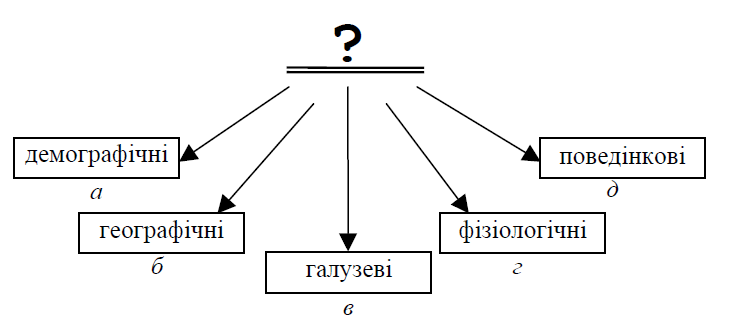 ?
демографічні
а
географічні
б
галузеві
в
фізіологічні
г
поведінкові
д